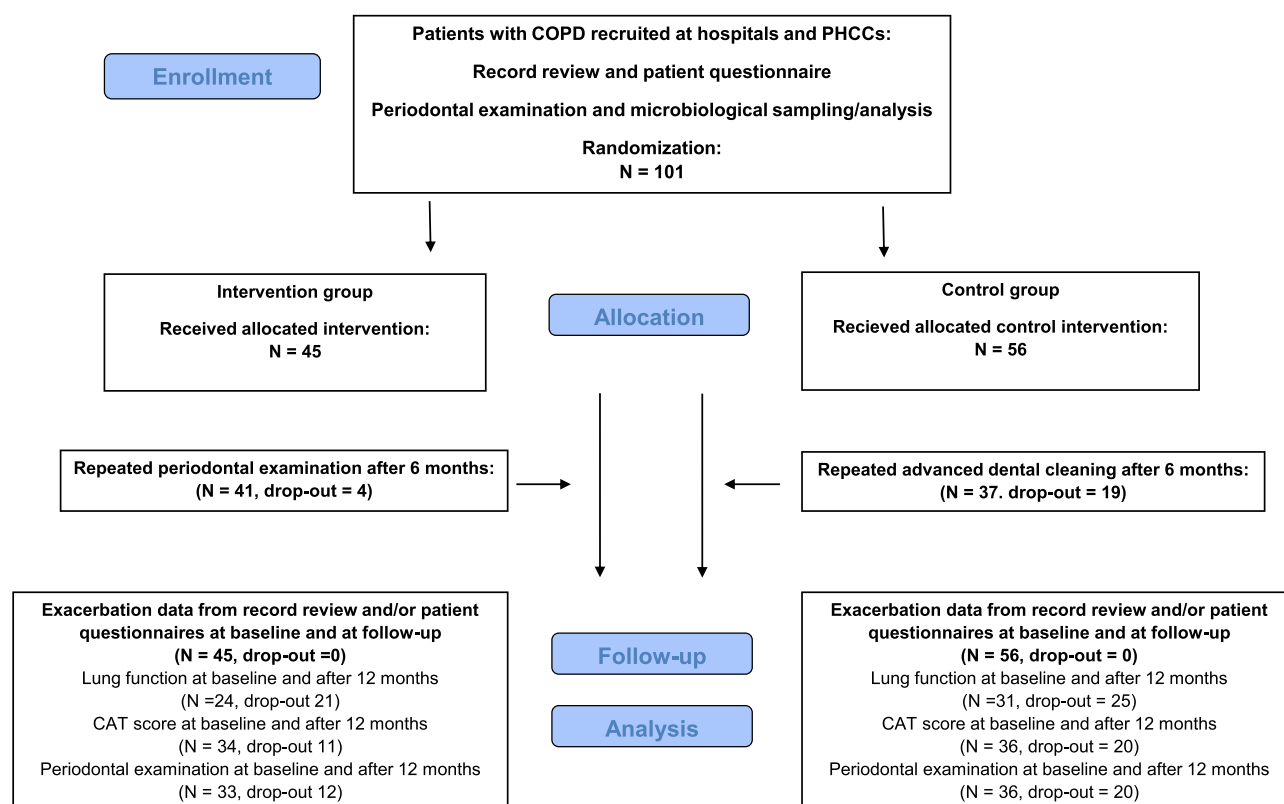 Enrollment
Patients with COPD recruited at hospitals and PHCCs:
Record review and patient questionnaire
Periodontal examination and microbiological sampling/analysis
Randomization:
N = 101
Intervention group
Received allocated intervention:
N = 45
Allocation
Control group
Recieved allocated control intervention:
N = 56
Repeated periodontal examination after 6 months:
(N = 41, drop-out = 4)
Repeated advanced dental cleaning after 6 months:
(N = 37. drop-out = 19)
Exacerbation data from record review and/or patient
questionnaires at baseline and at follow-up
(N = 45, drop-out =0)
Lung function at baseline and after 12 months
(N =24, drop-out 21)
CAT score at baseline and after 12 months
(N = 34, drop-out 11)
Periodontal examination at baseline and after 12 months
(N = 33, drop-out 12)
Follow-up
Analysis
Exacerbation data from record review and/or patient
questionnaires at baseline and at follow-up
(N = 56, drop-out = 0)
Lung function at baseline and after 12 months
(N =31, drop-out = 25)
CAT score at baseline and after 12 months
(N = 36, drop-out = 20)
Periodontal examination at baseline and after 12 months
(N = 36, drop-out = 20)